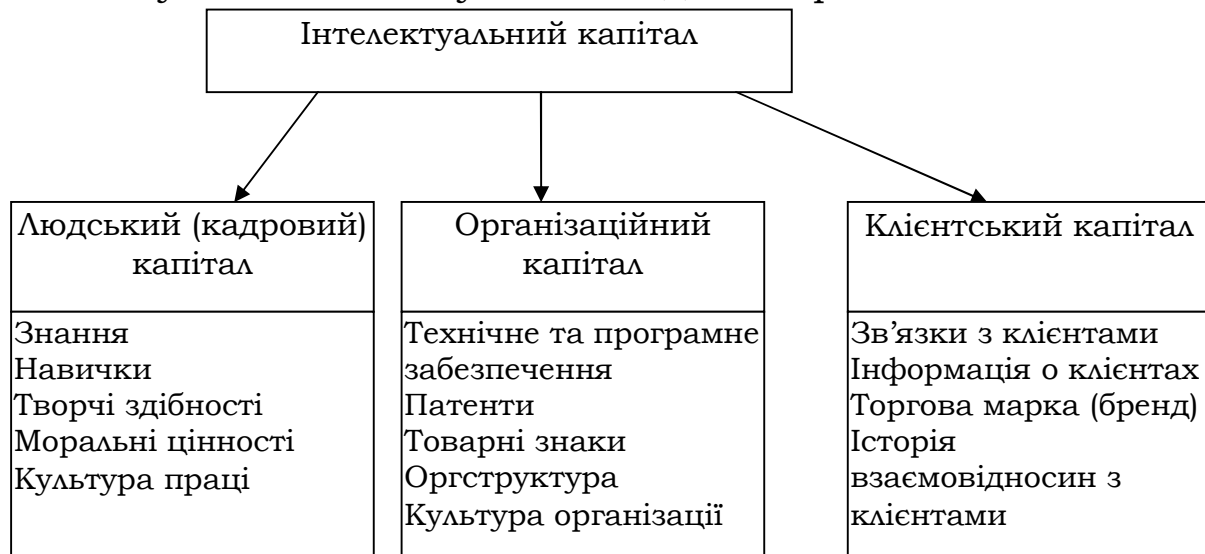 Інтелектуальний капітал
Людський (кадровий)
капітал
Знання
Навички
Творчі здібності
Моральні цінності
Культура праці
Організаційний
капітал
Технічне та програмне
забезпечення
Патенти
Товарні знаки
Оргструктура
Культура організації
Клієнтський капітал
Зв’язки з клієнтами
Інформація о клієнтах
Торгова марка (бренд)
Історія
взаємовідносин з
клієнтами